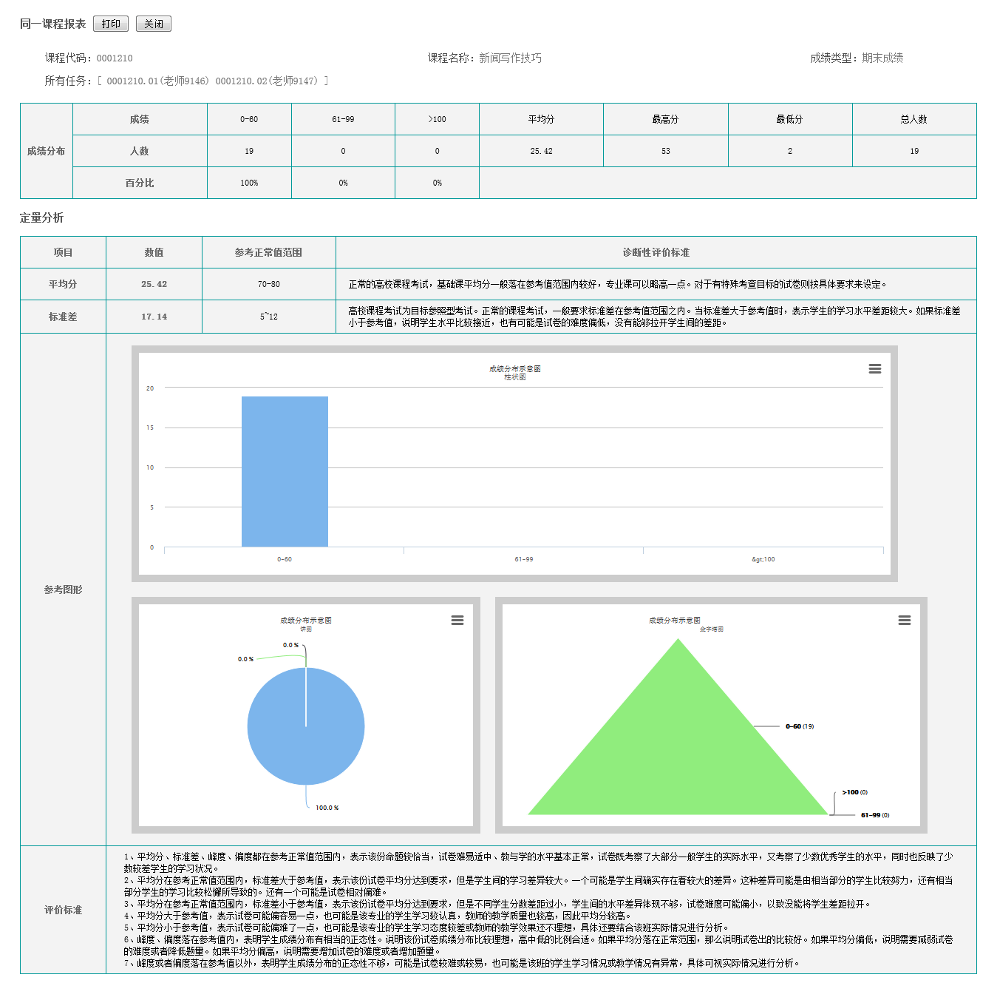 同一课程报表 打印 关闭
课程代码：0001210 课程名称：新闻写作技巧 成绩类型：期末成绩
所有任务：[ 0001210.01(老师9146) 0001210.02(老师9147) ]
成绩分布 成绩 0-60 61-99 >100 平均分 最高分 最低分 总人数
人数 19 0 0 25.42 53 2 19
百分比 100% 0% 0%
定量分析
项目 数值 参考正常值范围 诊断性评价标准
平均分 25.42 70-80 正常的高校课程考试，基础课平均分一般落在参考值范围内较好，专业课可以略高一点。对于有特殊考查目标的试卷则按具体要求来设定。
标准差 17.14 5~12 高校课程考试为目标参照型考试。正常的课程考试，一般要求标准差在参考值范围之内。当标准差大于参考值时，表示学生的学习水平差距较大。如果标准差
小于参考值，说明学生水平比较接近，也有可能是试卷的难度偏低，没有能够拉开学生间的差距。
参考图形
成绩分布示意图
柱状图
20
15
10
5
0
0-60 61-99 &gt;100
成绩分布示意图
饼图
0.0 %
0.0 %
100.0 %
成绩分布示意图
金字塔图
0-60 (19)
>100 (0)
61-99 (0)
评价标准
1、平均分、标准差、峰度、偏度都在参考正常值范围内，表示该份命题较恰当，试卷难易适中、教与学的水平基本正常，试卷既考察了大部分一般学生的实际水平，又考察了少数优秀学生的水平，同时也反映了少
数较差学生的学习状况。
2、平均分在参考正常值范围内，标准差大于参考值，表示该份试卷平均分达到要求，但是学生间的学习差异较大。一个可能是学生间确实存在着较大的差异。这种差异可能是由相当部分的学生比较努力，还有相当
部分学生的学习比较松懈所导致的。还有一个可能是试卷相对偏难。
3、平均分在参考正常值范围内，标准差小于参考值，表示该份试卷平均分达到要求，但是不同学生分数差距过小，学生间的水平差异体现不够，试卷难度可能偏小，以致没能将学生差距拉开。
4、平均分大于参考值，表示试卷可能偏容易一点，也可能是该专业的学生学习较认真，教师的教学质量也较高，因此平均分较高。
5、平均分小于参考值，表示试卷可能偏难了一点，也可能是该专业的学生学习态度较差或教师的教学效果还不理想，具体还要结合该班实际情况进行分析。
6、峰度、偏度落在参考值内，表明学生成绩分布有相当的正态性。说明该份试卷成绩分布比较理想，高中低的比例合适。如果平均分落在正常范围，那么说明试卷出的比较好。如果平均分偏低，说明需要减弱试卷
的难度或者降低题量。如果平均分偏高，说明需要增加试卷的难度或者增加题量。
7、峰度或者偏度落在参考值以外，表明学生成绩分布的正态性不够，可能是试卷较难或较易，也可能是该班的学生学习情况或教学情况有异常，具体可视实际情况进行分析。